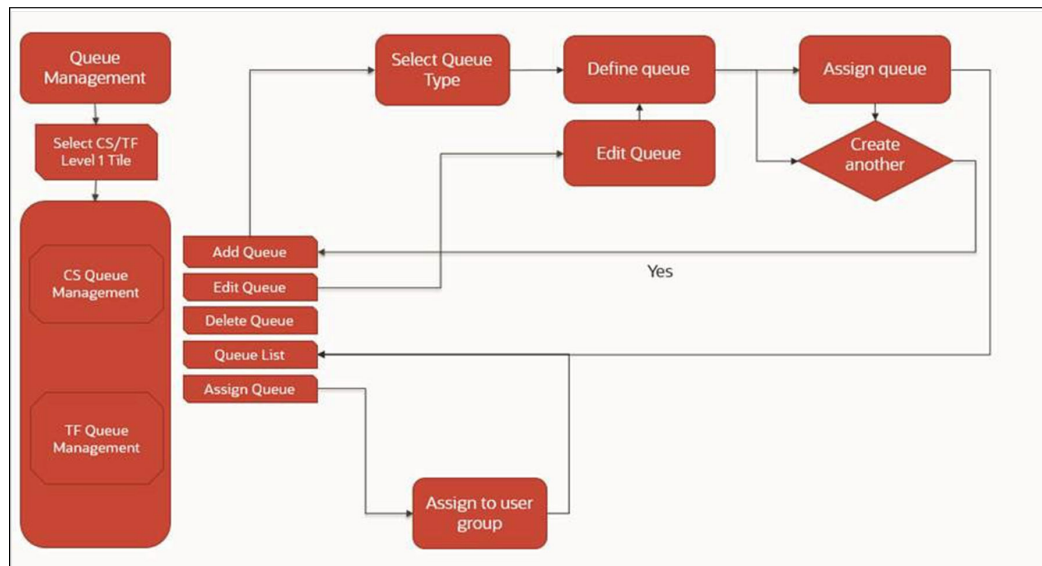 Queue
Management
Select CS/TF
Level 1 Tile
CS Queue
Management
TF Queue
Management
Add Queue
Edit Queue
Delete Queue
Queue List
Assign Queue
Select Queue
Type
Define queue
Assign queue
Edit Queue
Create
another
Yes
Assign to user
group